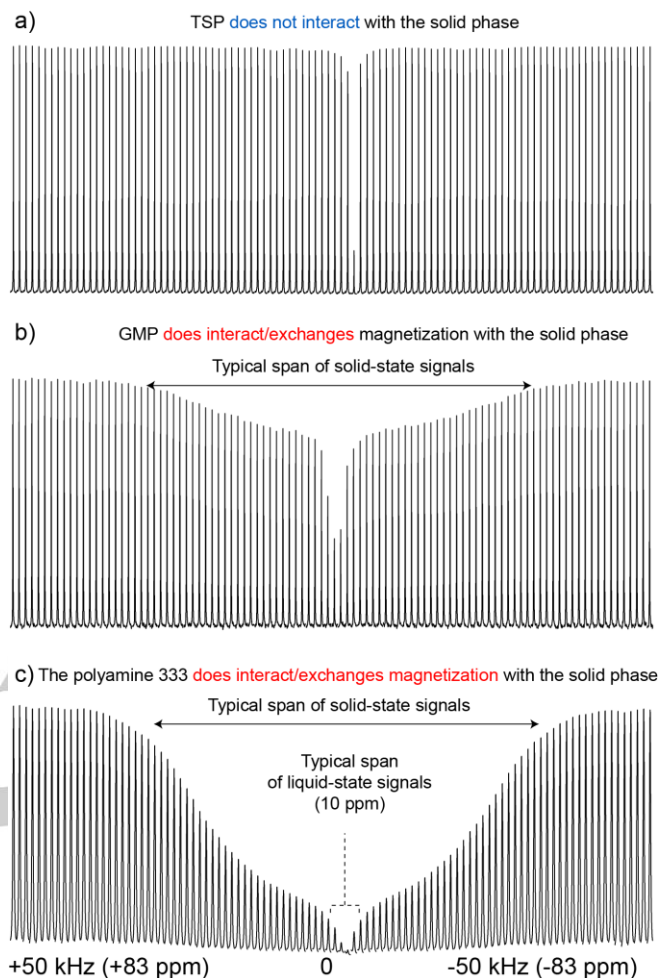 a)
TSP does not interact with the solid phase
b)
GMP does interact/exchanges magnetization with the solid phase
Typical span of solid-state signals
c) The polyamine 333 does interact/exchanges magnetization with the solid phase
Typical span of solid-state signals
Typical span
of liquid-state signals
(10 ppm)
+50 kHz (+83 ppm) 0 -50 kHz (-83 ppm)